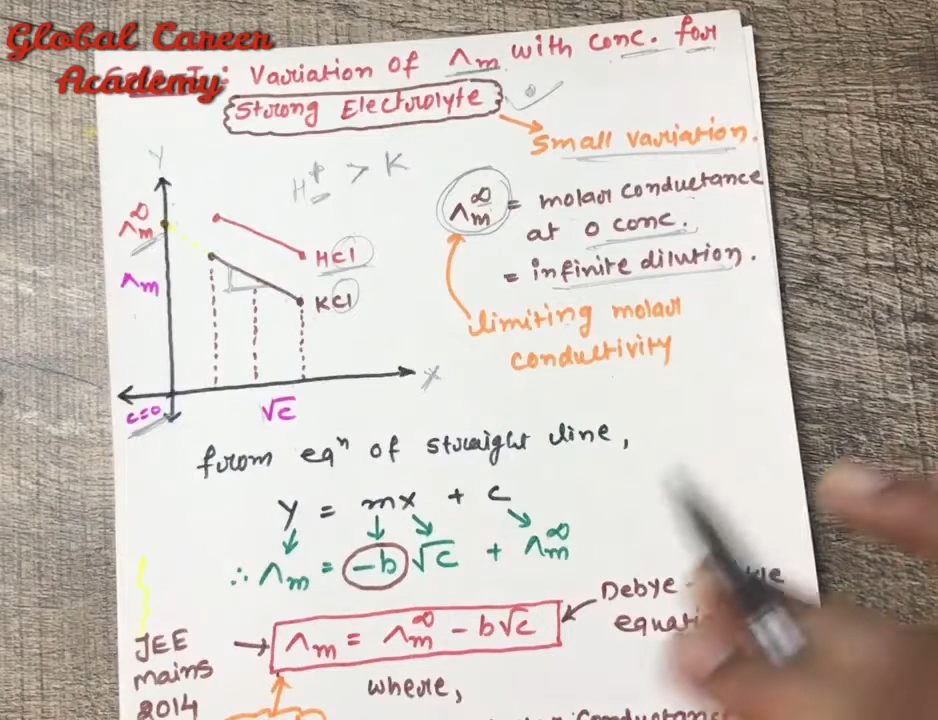 Global Career
Academy
: Variation of Λm with conc. for
Strong Electrolyte
Small variation.
Y
H⁺ > K
Λm^∞
Λm^∞ = molar conductance
at 0 conc.
= infinite dilution.
HCl
Λm
KCl
limiting molar
conductivity
X
c=0
√c
from eqⁿ of straight line,
Y = mx + c
∴ Λm = -b √c + Λm^∞
Debye
Λm = Λm^∞ - b√c
JEE
mains
2014
where,